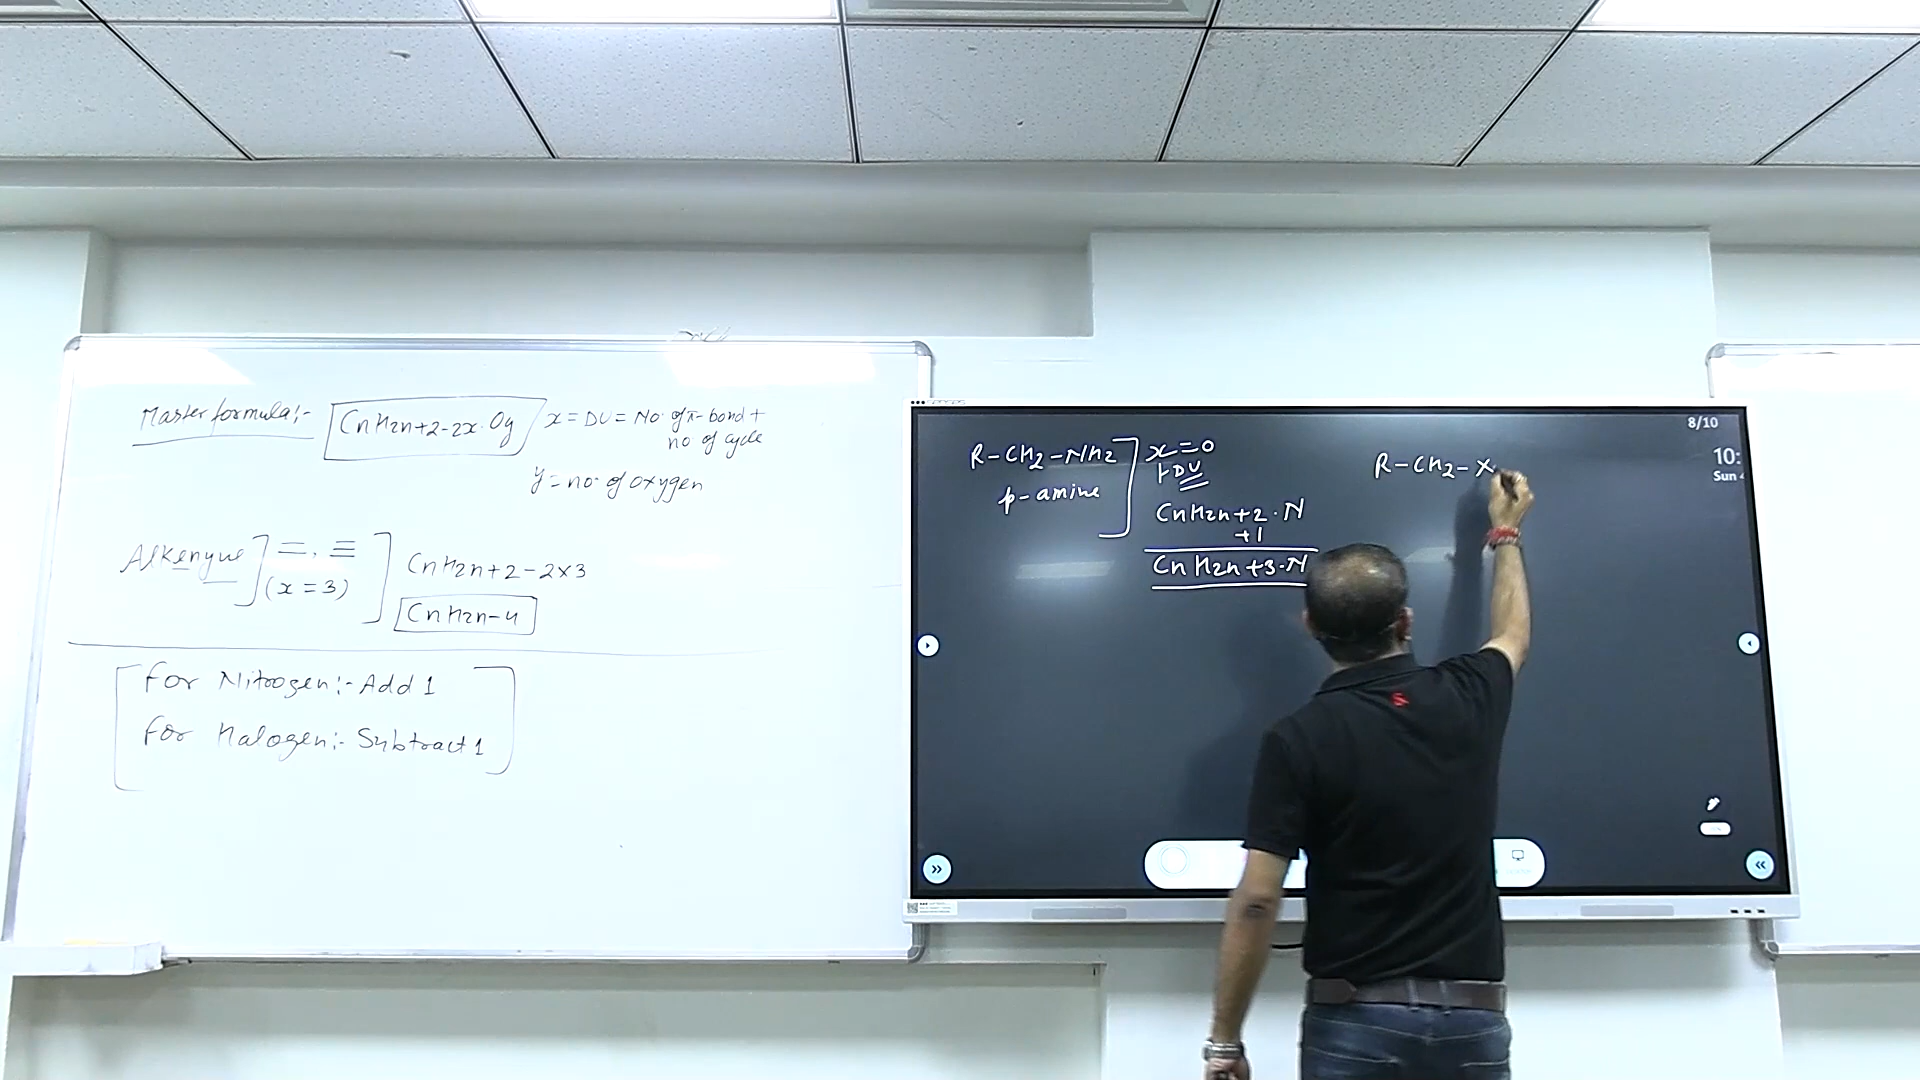 Master formula:- CnH2n+2-2x.Oy x = DU = No. of π-bond +
no of cycle
y = no. of oxygen
Alkenyne =, ≡ CnH2n+2-2x3
(x = 3)
CnH2n-4
for Nitrogen:- Add 1
for Halogen:- Subtract 1
8/10
10:
Sun
R-CH2-NH2 x=0
DU
p-amine
CnH2n+2.N
+1
CnH2n+3.N
R-CH2-X
S